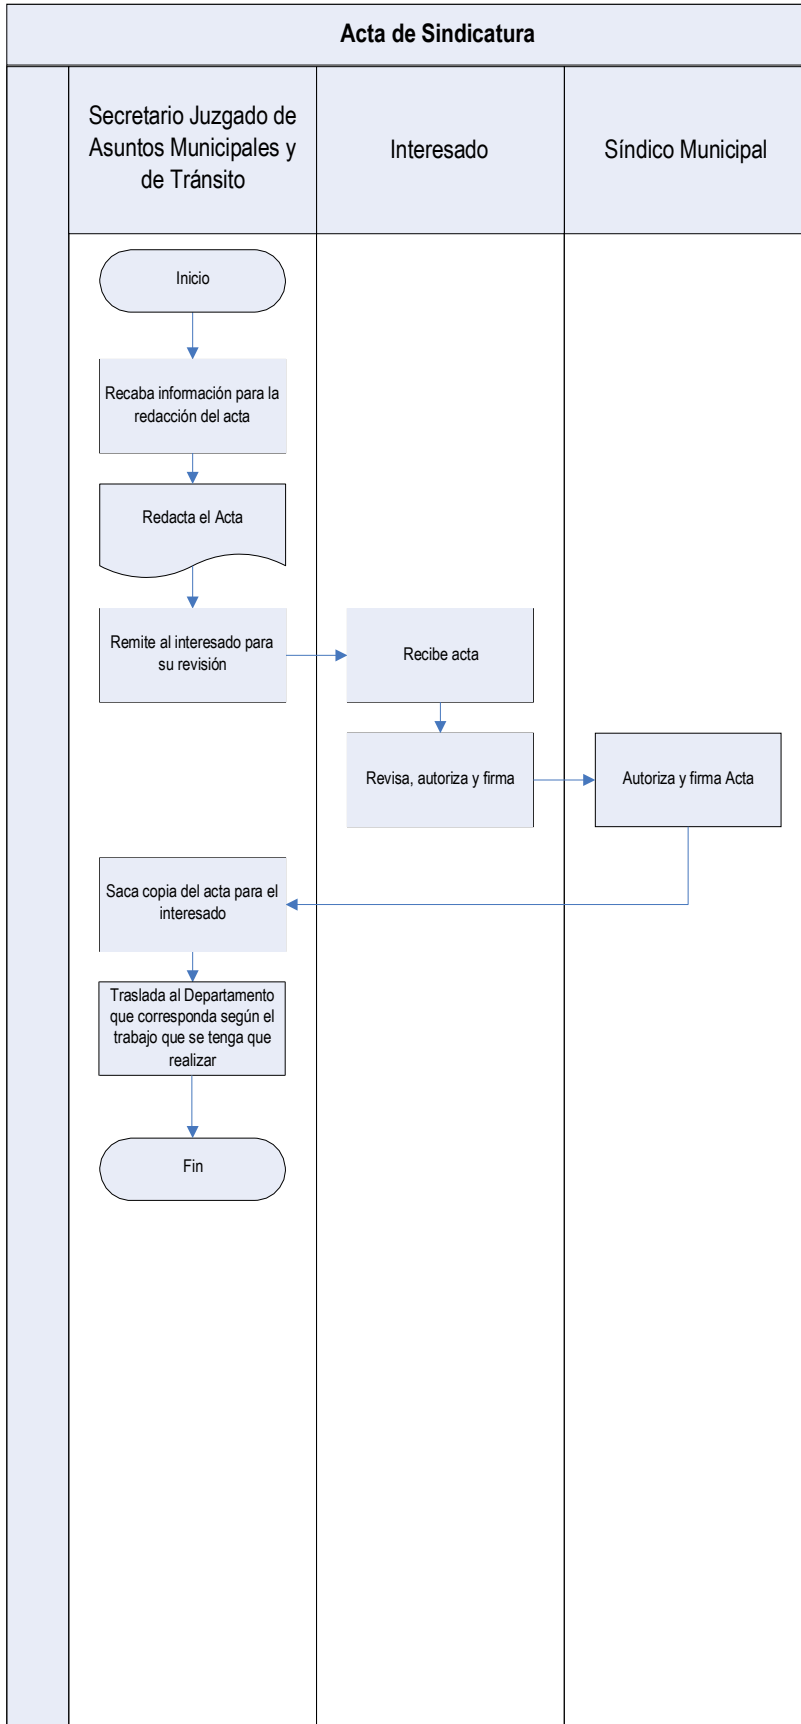 Acta de Sindicatura
Secretario Juzgado de
Asuntos Municipales y
de Tránsito
Interesado
Síndico Municipal
Inicio
Recaba información para la
redacción del acta
Redacta el Acta
Remite al interesado para
su revisión
Recibe acta
Revisa, autoriza y firma
Autoriza y firma Acta
Saca copia del acta para el
interesado
Traslada al Departamento
que corresponda según el
trabajo que se tenga que
realizar
Fin